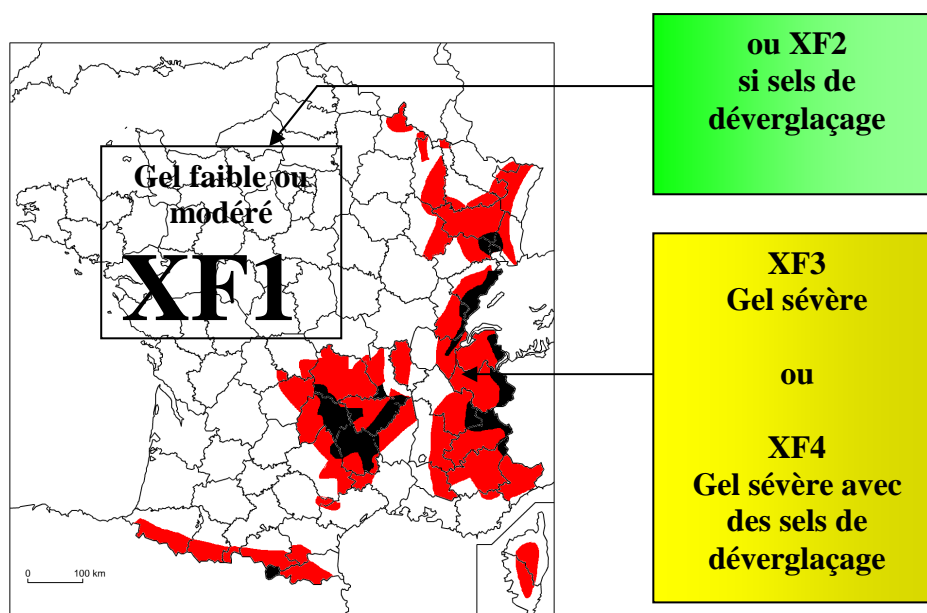 ou XF2
si sels de
déverglaçage
Gel faible ou
modéré
XF1
XF3
Gel sévère
ou
XF4
Gel sévère avec
des sels de
déverglaçage
0 100 km